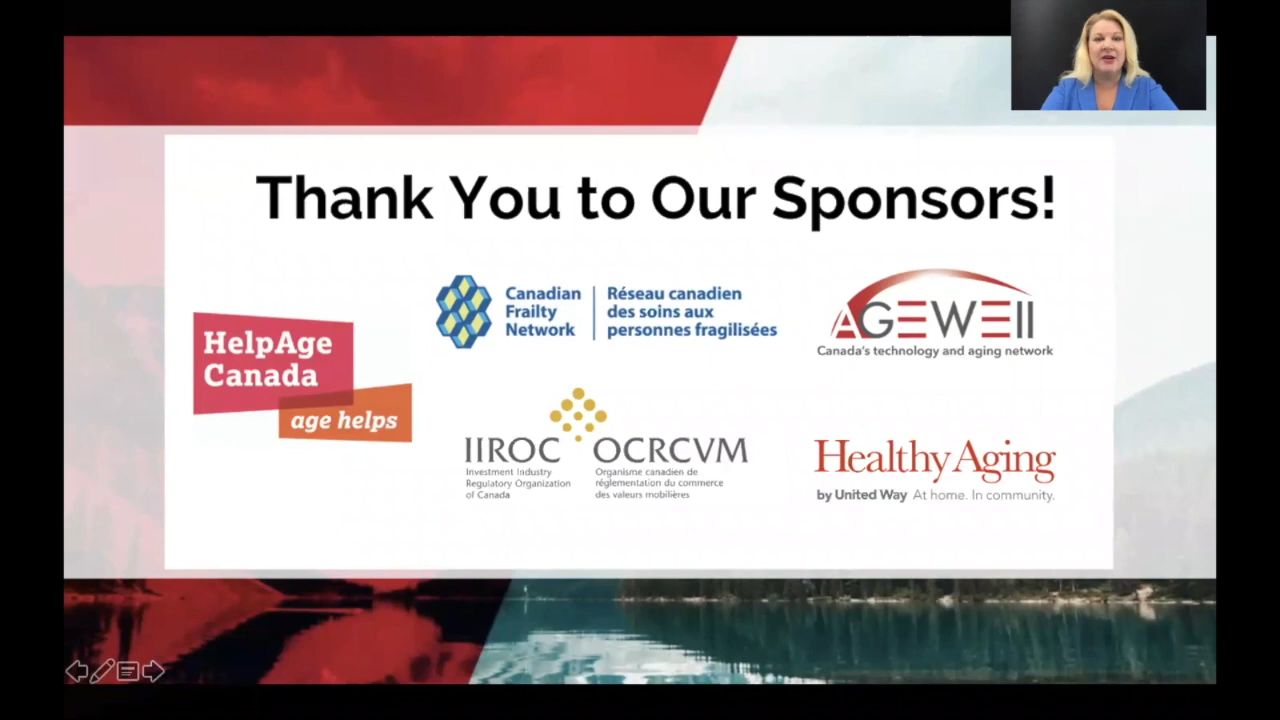 Thank You to Our Sponsors!
HelpAge
Canada
age helps
Canadian
Frailty
Network
Réseau canadien
des soins aux
personnes fragilisées
AGEWELL
Canada's technology and aging network
IIROC
Investment Industry
Regulatory Organization
of Canada
OCRCVM
Organisme canadien de
réglementation du commerce
des valeurs mobilières
Healthy Aging
by United Way At home. In community.